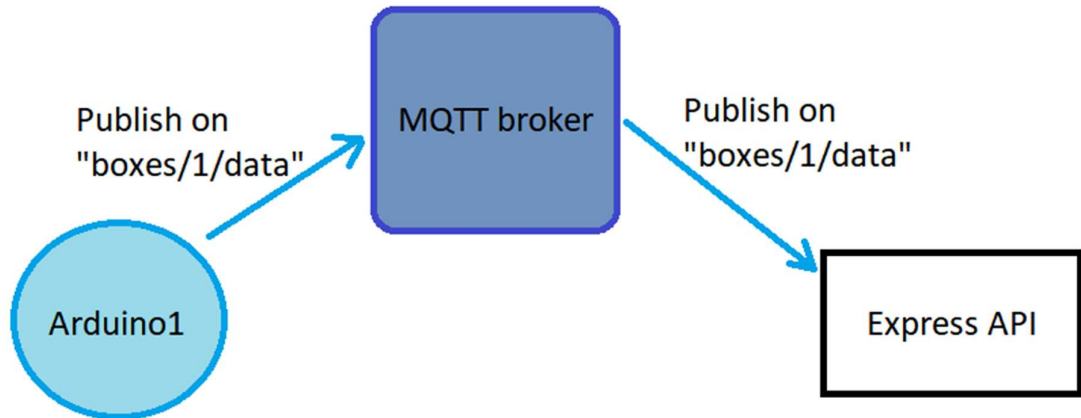 Publish on
"boxes/1/data"
MQTT broker
Publish on
"boxes/1/data"
Arduino1
Express API